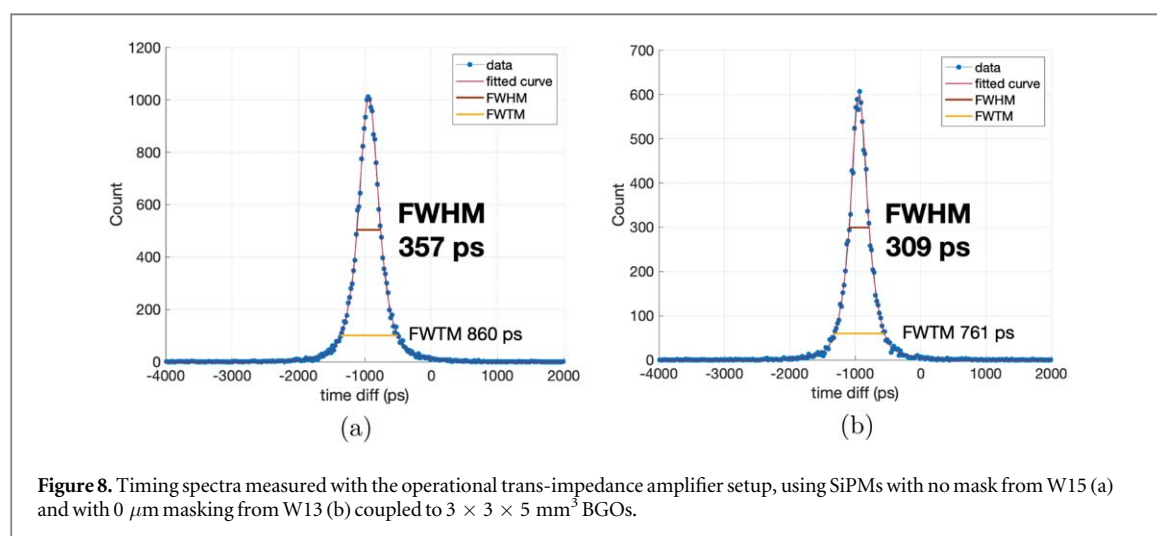 1200
1000
800
600
400
200
0
Count
-4000 -3000 -2000 -1000 0 1000 2000
time diff (ps)
data
fitted curve
FWHM
FWTM
FWHM
357 ps
FWTM 860 ps
(a)
700
600
500
400
300
200
100
0
Count
-4000 -3000 -2000 -1000 0 1000 2000
time diff (ps)
data
fitted curve
FWHM
FWTM
FWHM
309 ps
FWTM 761 ps
(b)
Figure 8. Timing spectra measured with the operational trans-impedance amplifier setup, using SiPMs with no mask from W15 (a)
and with 0 μm masking from W13 (b) coupled to 3 × 3 × 5 mm³ BGOs.